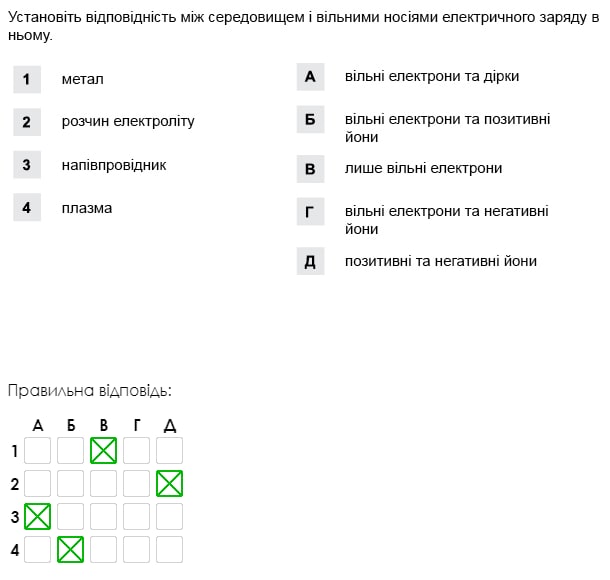 Установіть відповідність між середовищем і вільними носіями електричного заряду в
ньому.
1 метал
2 розчин електроліту
3 напівпровідник
4 плазма
А вільні електрони та дірки
Б вільні електрони та позитивні
йони
В лише вільні електрони
Г вільні електрони та негативні
йони
Д позитивні та негативні йони
Правильна відповідь:
А Б В Г Д
1
2
3
4